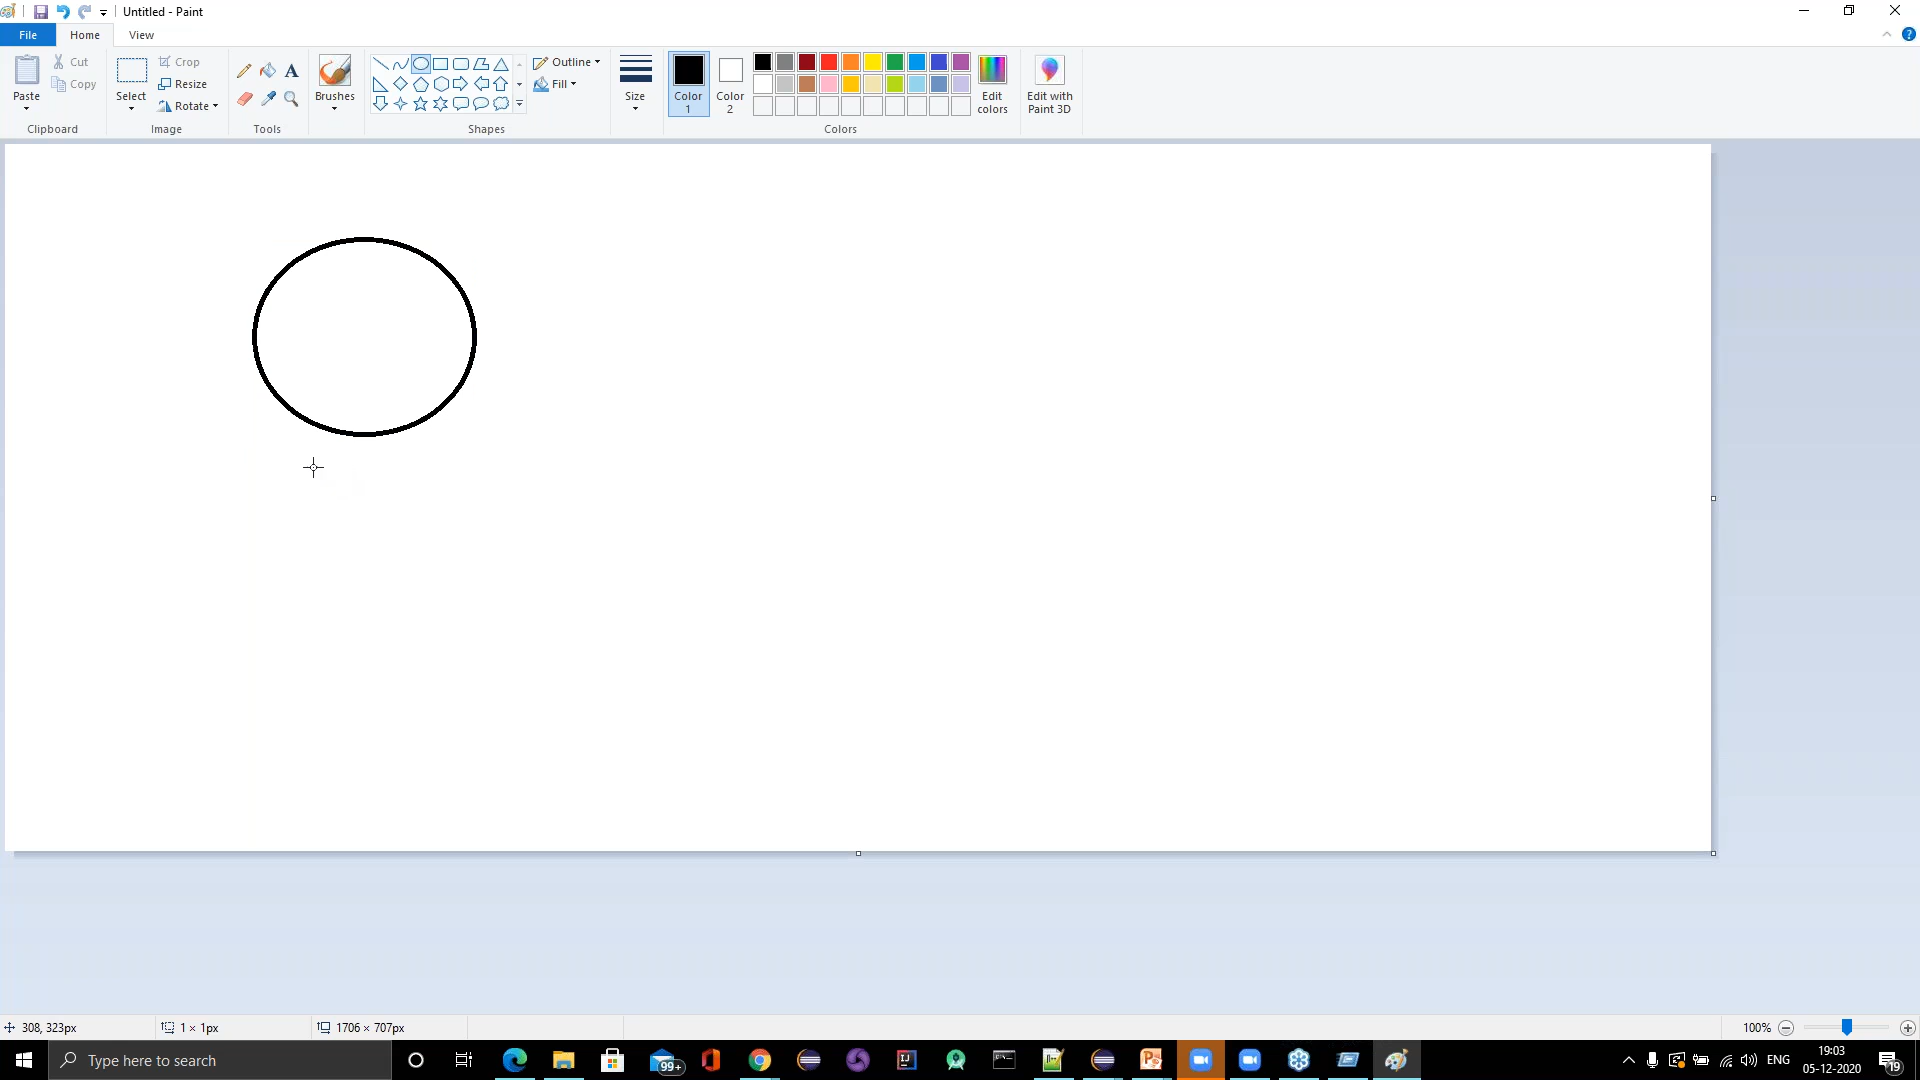 Untitled - Paint
File Home View
Paste
Cut
Copy
Clipboard
Select
Crop
Resize
Rotate
Image
A
Tools
Brushes
Outline
Fill
Shapes
Size
Color 1
Color 2
Edit colors
Colors
Edit with Paint 3D
308, 323px
1 × 1px
1706 × 707px
100%
Type here to search
99+
ENG
19:03
05-12-2020
19